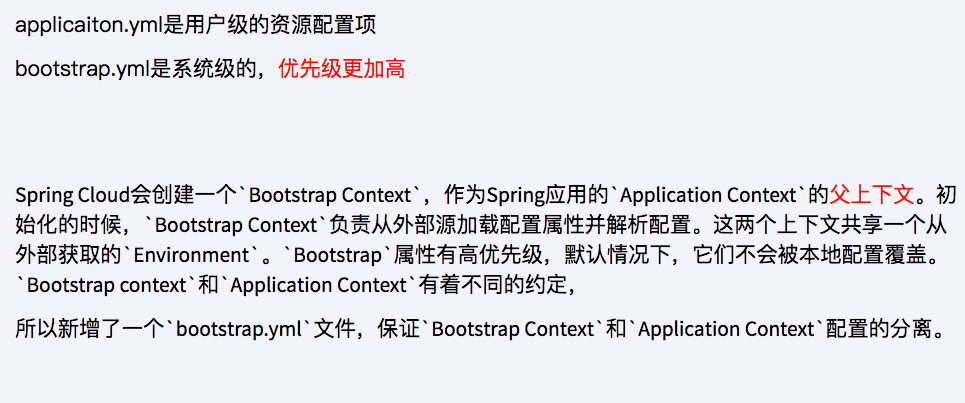 applicaiton.yml是用户级的资源配置项
bootstrap.yml是系统级的，优先级更加高
Spring Cloud会创建一个`Bootstrap Context`，作为Spring应用的`Application Context`的父上下文。初
始化的时候，`Bootstrap Context`负责从外部源加载配置属性并解析配置。这两个上下文共享一个从
外部获取的`Environment`。`Bootstrap`属性有高优先级，默认情况下，它们不会被本地配置覆盖。
`Bootstrap context`和`Application Context`有着不同的约定，
所以新增了一个`bootstrap.yml`文件，保证`Bootstrap Context`和`Application Context`配置的分离。